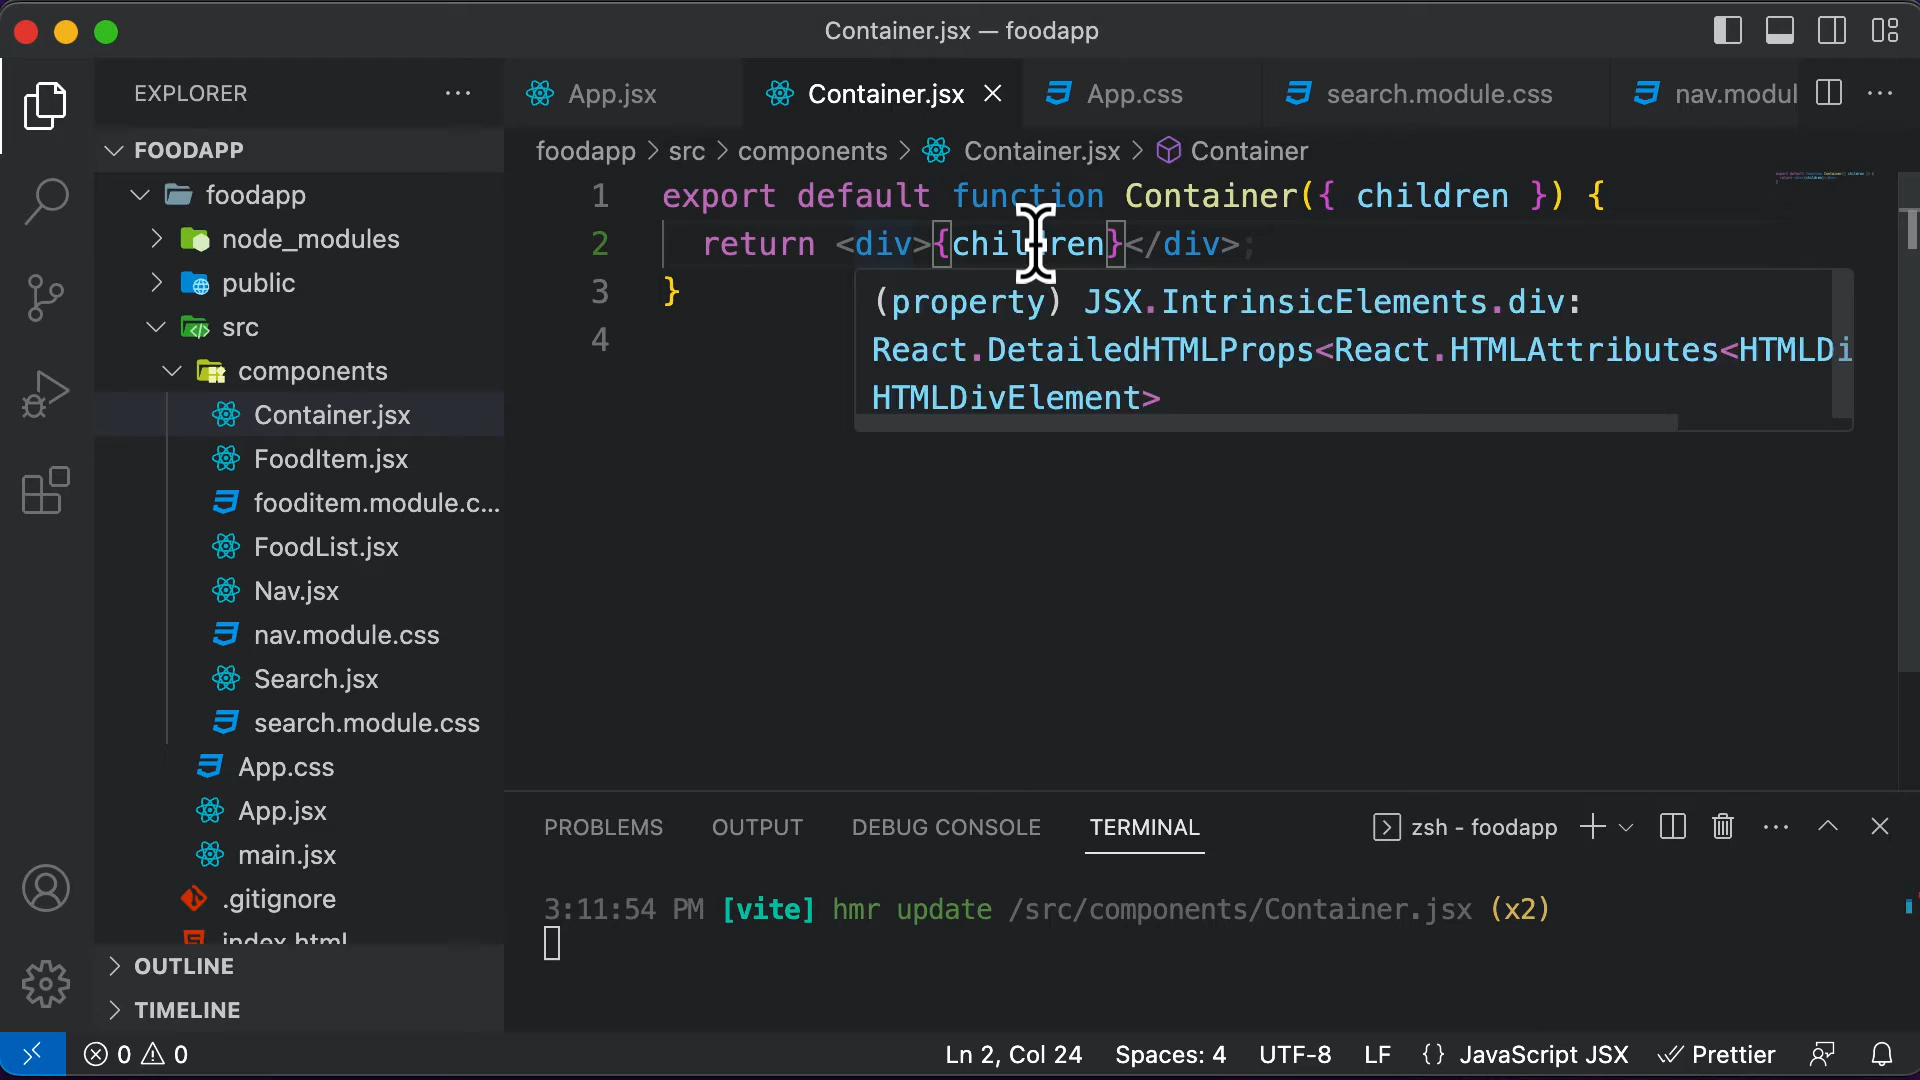 Container.jsx — foodapp
EXPLORER
App.jsx
Container.jsx
App.css
search.module.css
nav.modul
FOODAPP
foodapp > src > components > Container.jsx > Container
foodapp
node_modules
public
src
components
Container.jsx
FoodItem.jsx
fooditem.module.c...
FoodList.jsx
Nav.jsx
nav.module.css
Search.jsx
search.module.css
App.css
App.jsx
main.jsx
.gitignore
index.html
OUTLINE
TIMELINE
1 export default function Container({ children }) {
2 return <div>{children}</div>;
3 }
4
(property) JSX.IntrinsicElements.div:
React.DetailedHTMLProps<React.HTMLAttributes<HTMLDi
HTMLDivElement>
PROBLEMS
OUTPUT
DEBUG CONSOLE
TERMINAL
zsh - foodapp
3:11:54 PM [vite] hmr update /src/components/Container.jsx (x2)
0 0
Ln 2, Col 24
Spaces: 4
UTF-8
LF
{} JavaScript JSX
Prettier